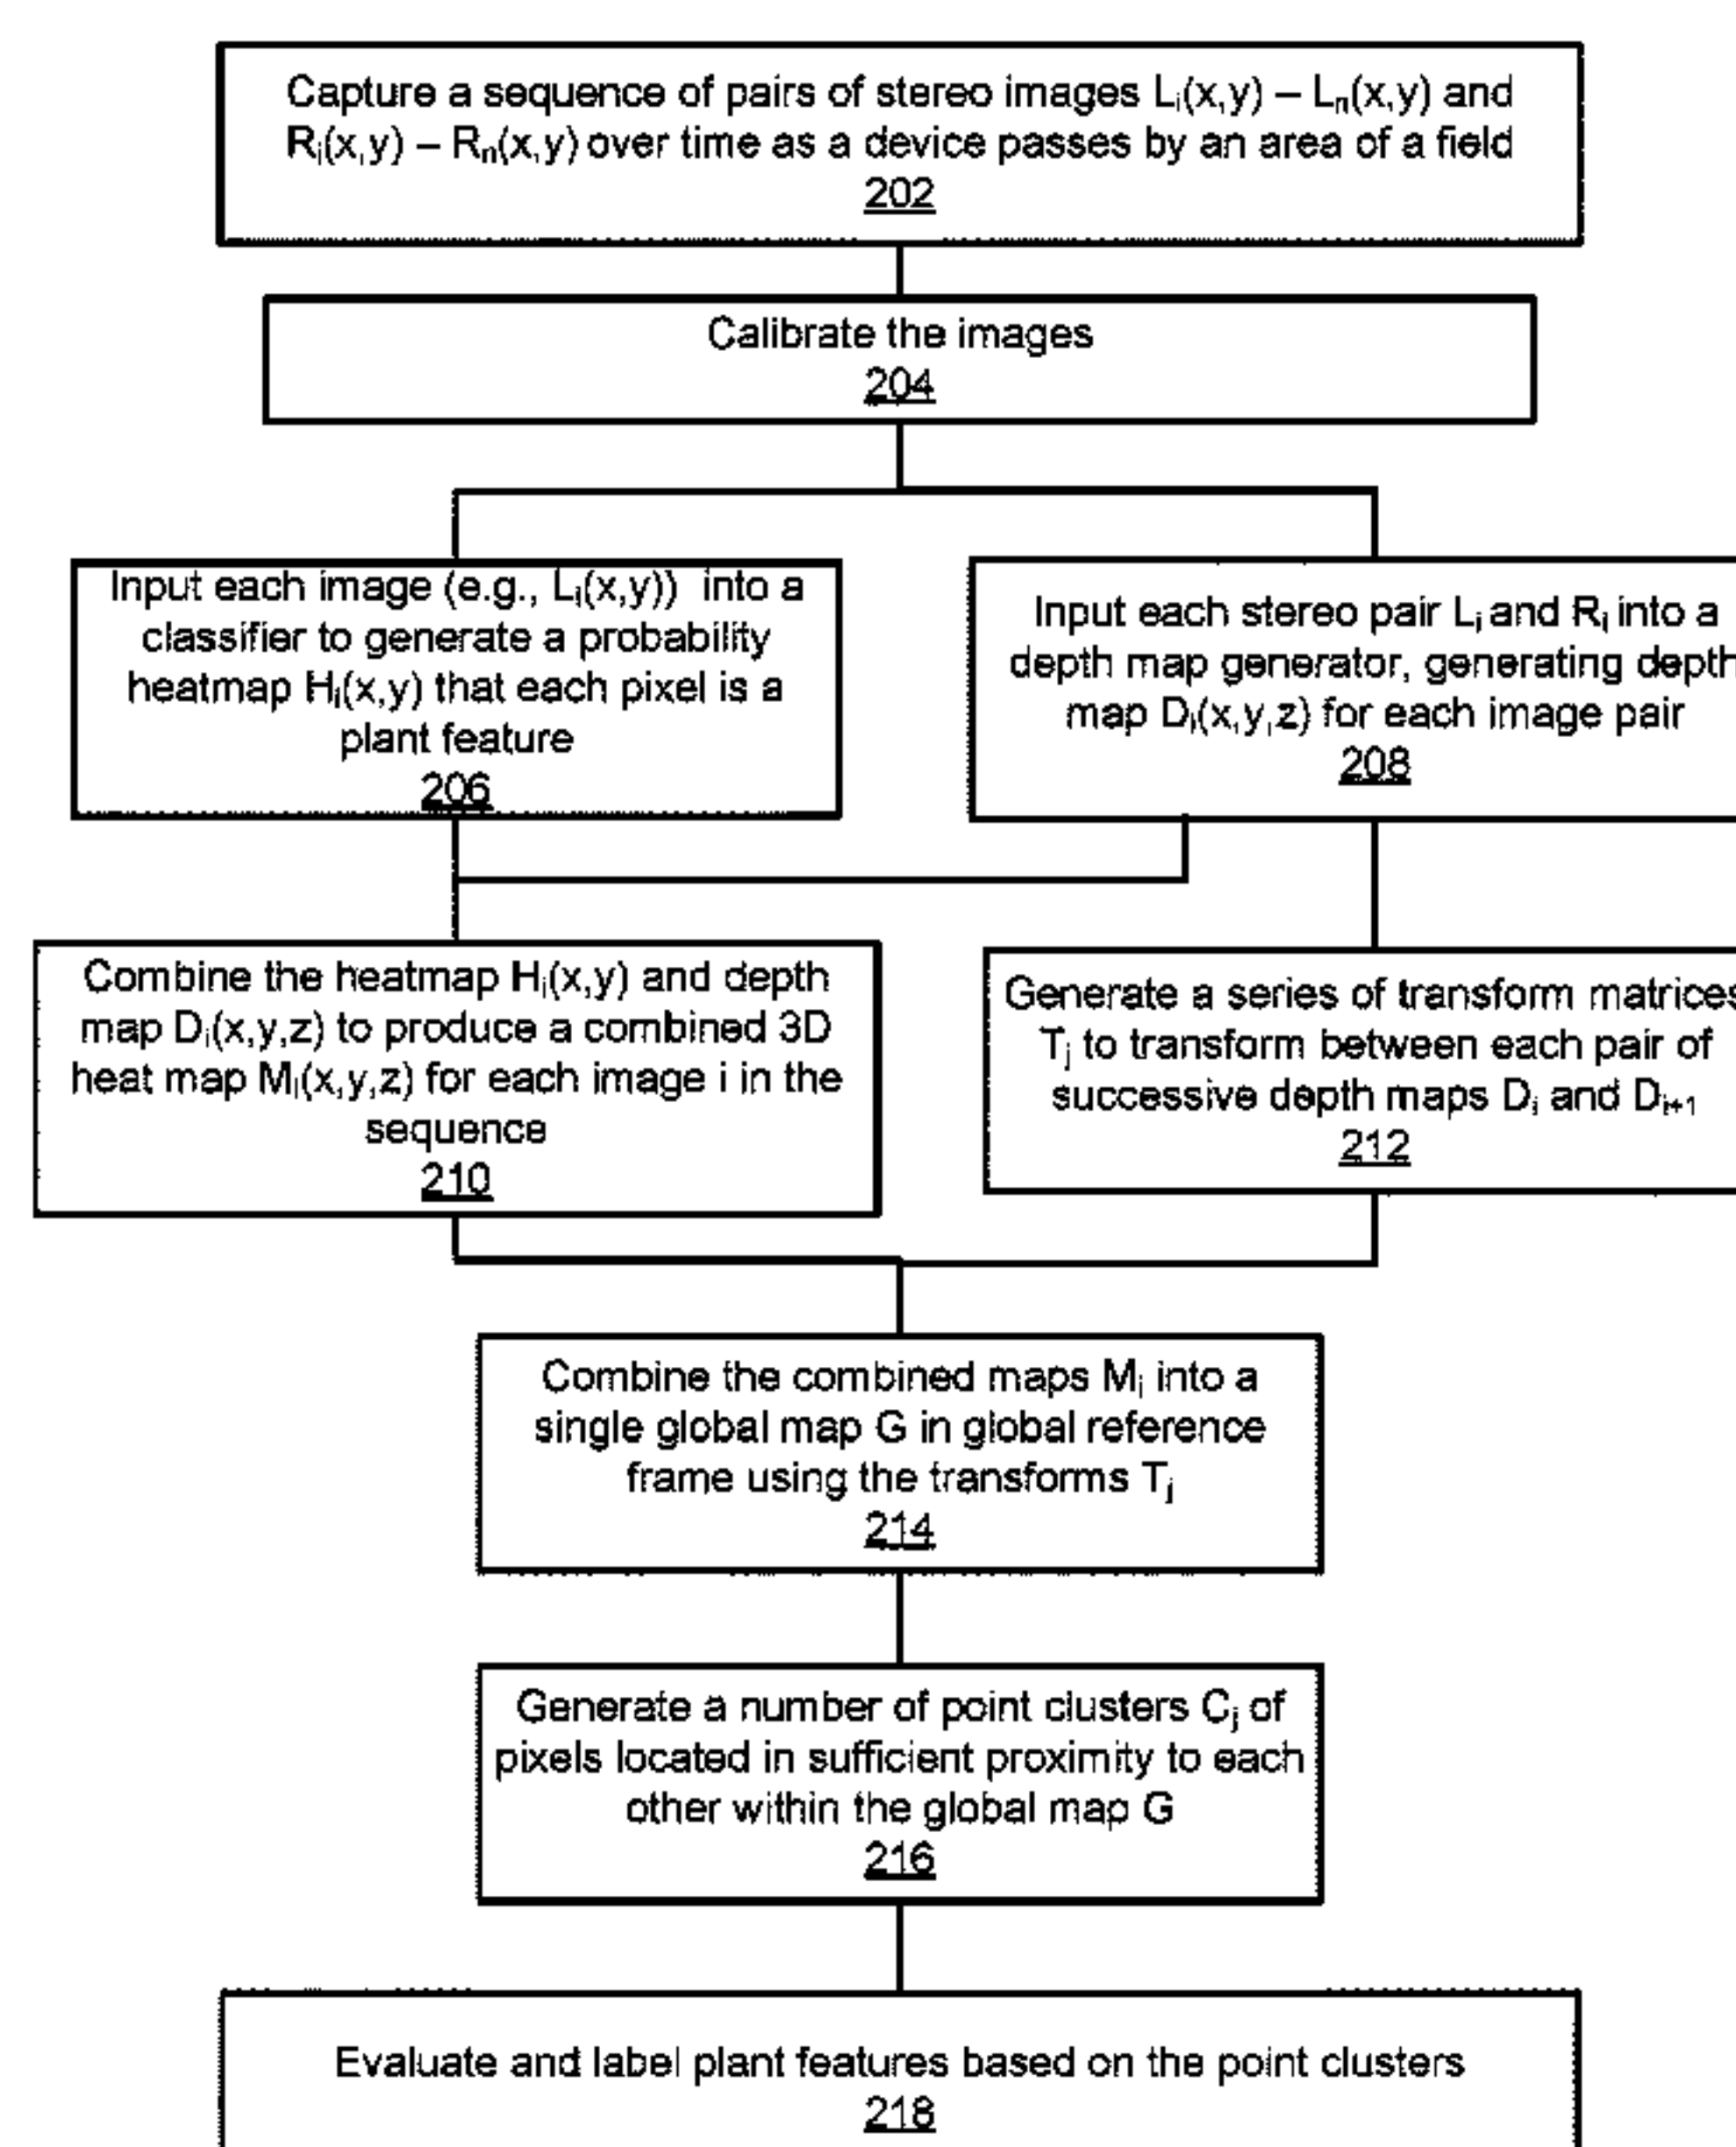 Capture a sequence of pairs of stereo images Lᵢ(x,y) – Lₙ(x,y) and
Rᵢ(x,y) – Rₙ(x,y) over time as a device passes by an area of a field
202
Calibrate the images
204
Input each image (e.g., Lᵢ(x,y)) into a
classifier to generate a probability
heatmap Hᵢ(x,y) that each pixel is a
plant feature
206
Input each stereo pair Lᵢ and Rᵢ into a
depth map generator, generating depth
map Dᵢ(x,y,z) for each image pair
208
Combine the heatmap Hᵢ(x,y) and depth
map Dᵢ(x,y,z) to produce a combined 3D
heat map Mᵢ(x,y,z) for each image i in the
sequence
210
Generate a series of transform matrices
Tⱼ to transform between each pair of
successive depth maps Dᵢ and Dᵢ₊₁
212
Combine the combined maps Mᵢ into a
single global map G in global reference
frame using the transforms Tⱼ
214
Generate a number of point clusters Cⱼ of
pixels located in sufficient proximity to each
other within the global map G
216
Evaluate and label plant features based on the point clusters
218